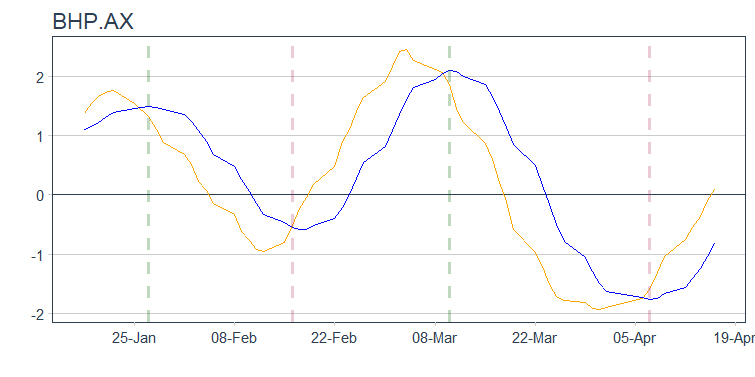 BHP.AX
2
1
0
-1
-2
25-Jan
08-Feb
22-Feb
08-Mar
22-Mar
05-Apr
19-Apr